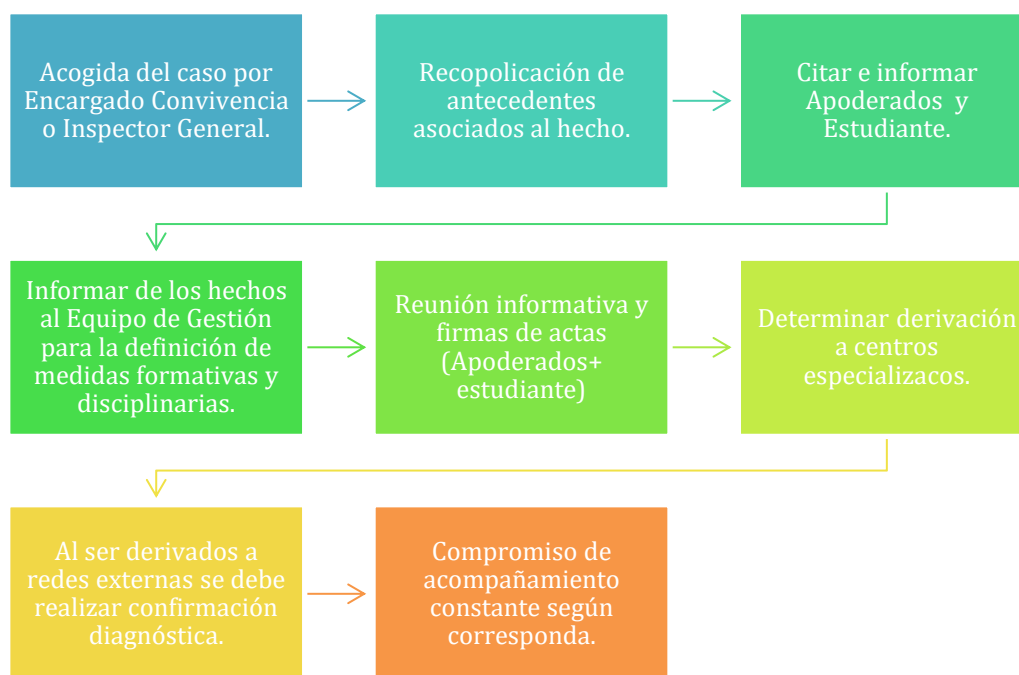 Acogida del caso por
Encargado Convivencia
o Inspector General.
Recopolicación de
antecedentes
asociados al hecho.
Citar e informar
Apoderados y
Estudiante.
Informar de los hechos
al Equipo de Gestión
para la definición de
medidas formativas y
disciplinarias.
Reunión informativa y
firmas de actas
(Apoderados+
estudiante)
Determinar derivación
a centros
especializacos.
Al ser derivados a
redes externas se debe
realizar confirmación
diagnóstica.
Compromiso de
acompañamiento
constante según
corresponda.